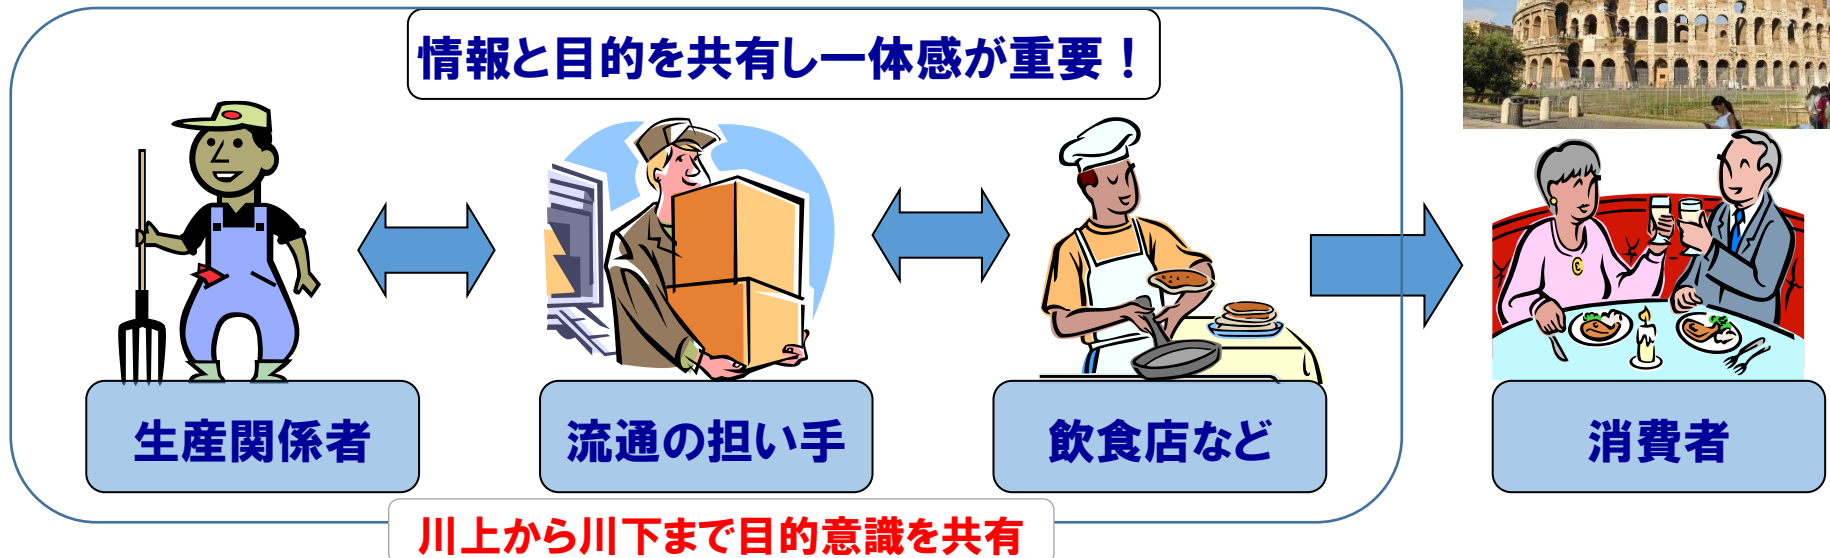 情報と目的を共有し一体感が重要！
生産関係者
流通の担い手
飲食店など
消費者
川上から川下まで目的意識を共有